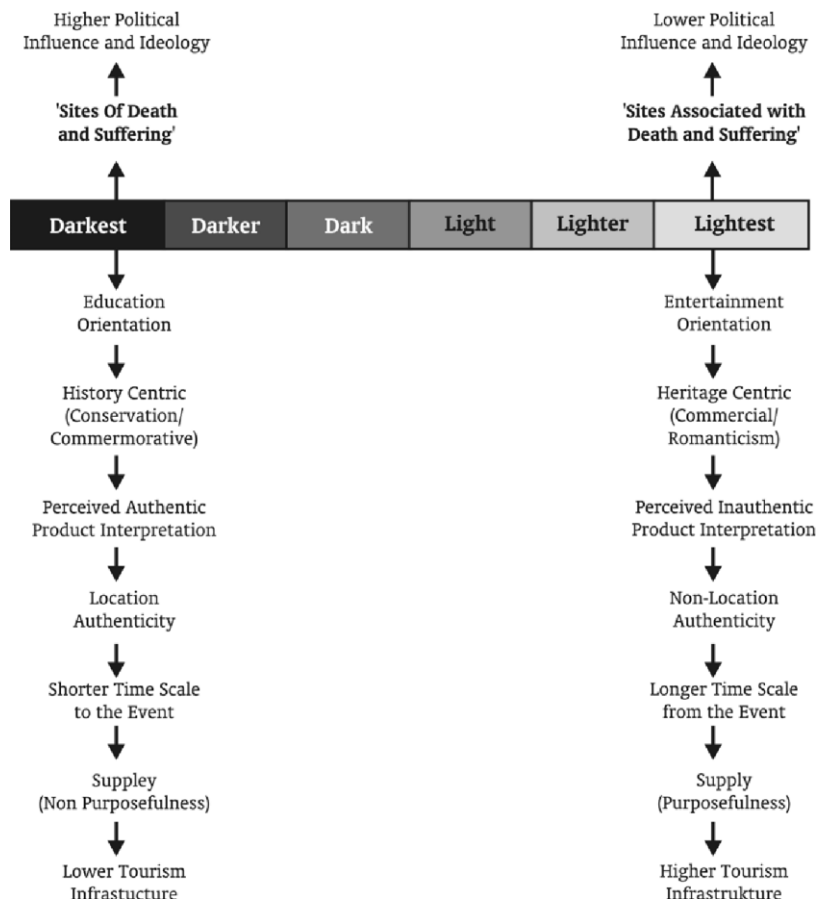 Higher Political
Influence and Ideology
Lower Political
Influence and Ideology
'Sites Of Death
and Suffering'
'Sites Associated with
Death and Suffering'
Darkest Darker Dark Light Lighter Lightest
Education
Orientation
Entertainment
Orientation
History Centric
(Conservation/
Commermorative)
Heritage Centric
(Commercial/
Romanticism)
Perceived Authentic
Product Interpretation
Perceived Inauthentic
Product Interpretation
Location
Authenticity
Non-Location
Authenticity
Shorter Time Scale
to the Event
Longer Time Scale
from the Event
Suppley
(Non Purposefulness)
Supply
(Purposefulness)
Lower Tourism
Infrastucture
Higher Tourism
Infrastrukture